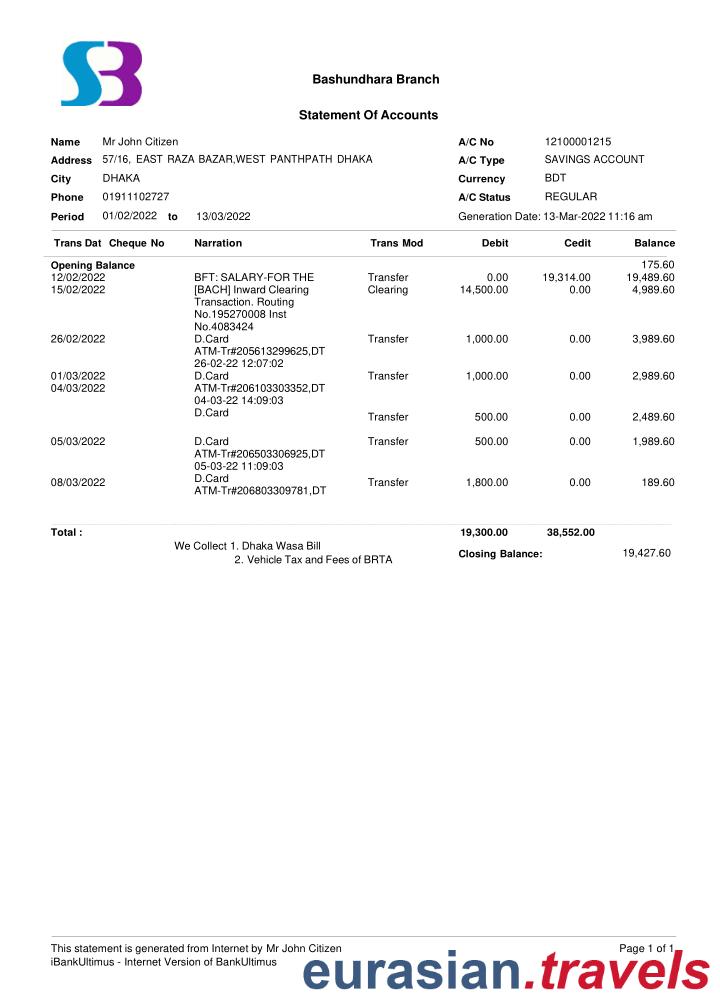 SB
Bashundhara Branch
Statement Of Accounts
Name Mr John Citizen A/C No 12100001215
Address 57/16, EAST RAZA BAZAR,WEST PANTHPATH DHAKA A/C Type SAVINGS ACCOUNT
City DHAKA Currency BDT
Phone 01911102727 A/C Status REGULAR
Period 01/02/2022 to 13/03/2022 Generation Date: 13-Mar-2022 11:16 am
Trans Dat Cheque No Narration Trans Mod Debit Cedit Balance
Opening Balance 175.60
12/02/2022 BFT: SALARY-FOR THE Transfer 0.00 19,314.00 19,489.60
15/02/2022 [BACH] Inward Clearing Clearing 14,500.00 0.00 4,989.60
Transaction. Routing
No.195270008 Inst
No.4083424
26/02/2022 D.Card Transfer 1,000.00 0.00 3,989.60
ATM-Tr#205613299625,DT
26-02-22 12:07:02
01/03/2022 D.Card Transfer 1,000.00 0.00 2,989.60
04/03/2022 ATM-Tr#206103303352,DT
04-03-22 14:09:03
D.Card
Transfer 500.00 0.00 2,489.60
05/03/2022 D.Card Transfer 500.00 0.00 1,989.60
ATM-Tr#206503306925,DT
05-03-22 11:09:03
D.Card
08/03/2022 Transfer 1,800.00 0.00 189.60
ATM-Tr#206803309781,DT
Total : 19,300.00 38,552.00
We Collect 1. Dhaka Wasa Bill
2. Vehicle Tax and Fees of BRTA
Closing Balance: 19,427.60
This statement is generated from Internet by Mr John Citizen Page 1 of 1
iBankUltimus - Internet Version of BankUltimus
eurasian.travels